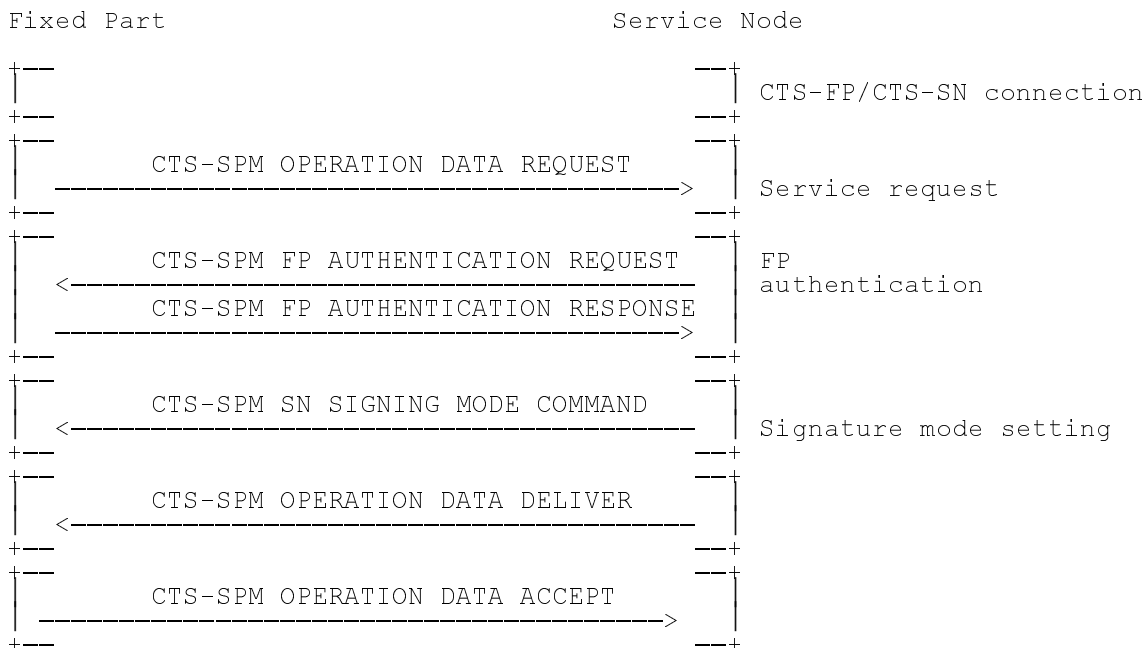 Fixed Part Service Node
CTS-FP/CTS-SN connection
CTS-SPM OPERATION DATA REQUEST
Service request
CTS-SPM FP AUTHENTICATION REQUEST FP
authentication
CTS-SPM FP AUTHENTICATION RESPONSE
CTS-SPM SN SIGNING MODE COMMAND
Signature mode setting
CTS-SPM OPERATION DATA DELIVER
CTS-SPM OPERATION DATA ACCEPT